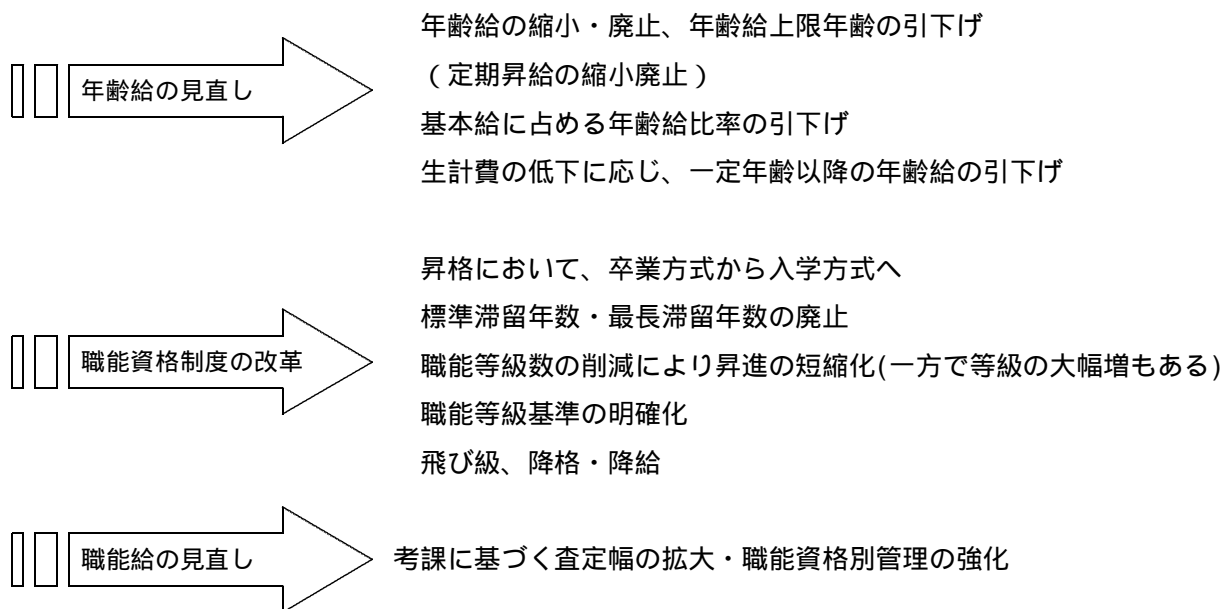 年齢給の縮小・廃止、年齢給上限年齢の引下げ
(定期昇給の縮小廃止)
年齢給の見直し
基本給に占める年齢給比率の引下げ
生計費の低下に応じ、一定年齢以降の年齢給の引下げ
昇格において、卒業方式から入学方式へ
標準滞留年数・最長滞留年数の廃止
職能資格制度の改革
職能等級数の削減により昇進の短縮化(一方で等級の大幅増もある)
職能等級基準の明確化
飛び級、降格・降給
職能給の見直し
考課に基づく査定幅の拡大・職能資格別管理の強化